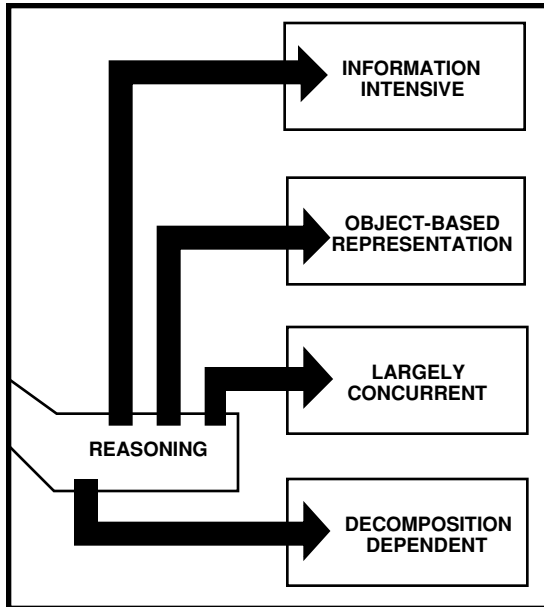 INFORMATION
INTENSIVE
OBJECT-BASED
REPRESENTATION
LARGELY
CONCURRENT
REASONING
DECOMPOSITION
DEPENDENT